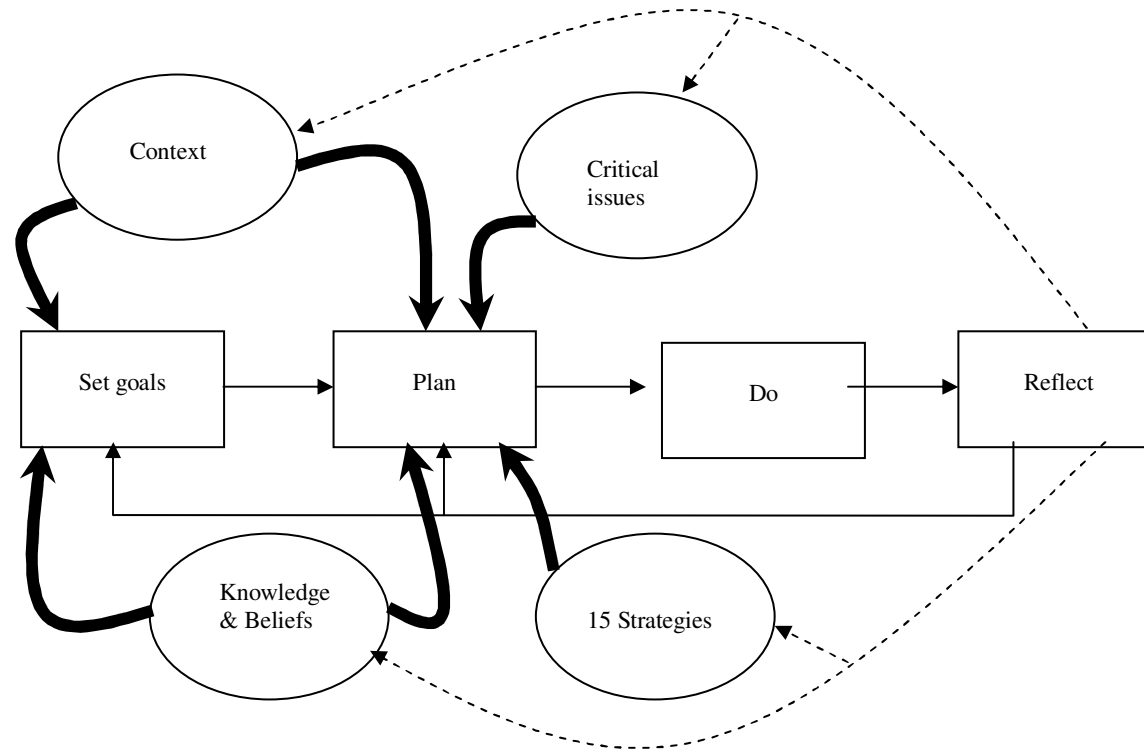 Context
Critical
issues
Set goals
Plan
Do
Reflect
Knowledge
& Beliefs
15 Strategies